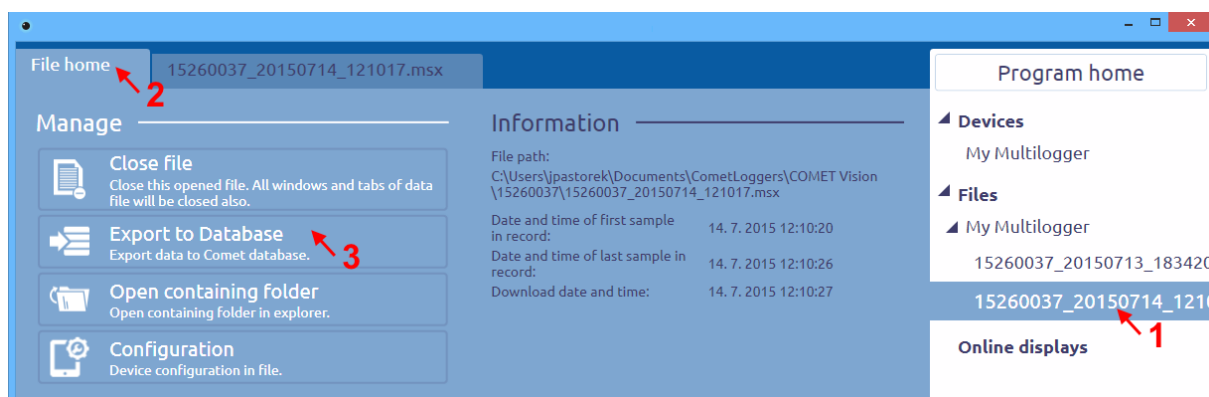 File home
2
15260037_20150714_121017.msx
Manage
Close file
Close this opened file. All windows and tabs of data
file will be closed also.
Export to Database
3
Export data to Comet database.
Open containing folder
Open containing folder in explorer.
Configuration
Device configuration in file.
Information
File path:
C:\Users\jpastorek\Documents\CometLoggers\COMET Vision
\15260037\15260037_20150714_121017.msx
Date and time of first sample
in record:
14. 7. 2015 12:10:20
Date and time of last sample in
record:
14. 7. 2015 12:10:26
Download date and time:
14. 7. 2015 12:10:27
Program home
Devices
My Multilogger
Files
My Multilogger
15260037_20150713_183420
15260037_20150714_121
1
Online displays